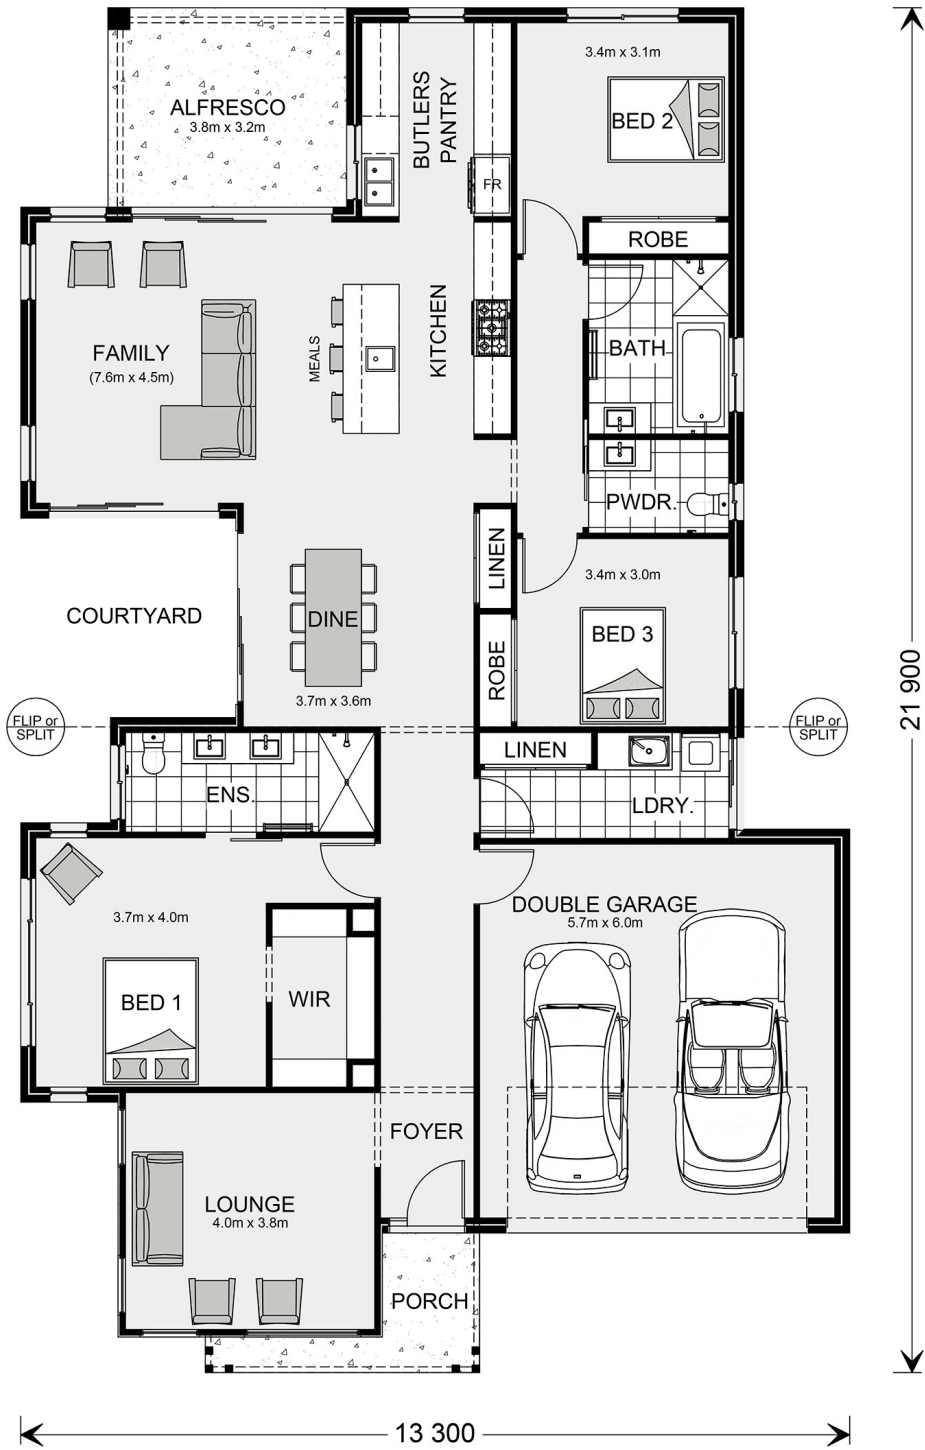 3.4m x 3.1m
ALFRESCO
3.8m x 3.2m
BUTLERS
PANTRY
BED 2
FR
ROBE
FAMILY
(7.6m x 4.5m)
MEALS
KITCHEN
BATH
PWDR.
LINEN
3.4m x 3.0m
COURTYARD
DINE
BED 3
ROBE
3.7m x 3.6m
21 900
FLIP or
SPLIT
FLIP or
SPLIT
LINEN
ENS.
LDRY.
3.7m x 4.0m
DOUBLE GARAGE
5.7m x 6.0m
BED 1
WIR
FOYER
LOUNGE
4.0m x 3.8m
PORCH
13 300